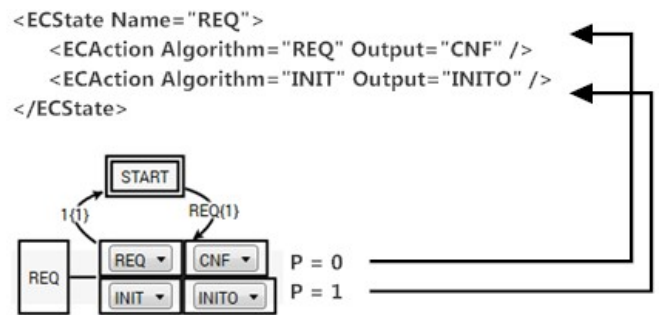 <ECState Name="REQ">
<ECAction Algorithm="REQ" Output="CNF" />
<ECAction Algorithm="INIT" Output="INITO" />
</ECState>
START
1{1}
REQ{1}
REQ
REQ CNF P = 0
INIT INITO P = 1